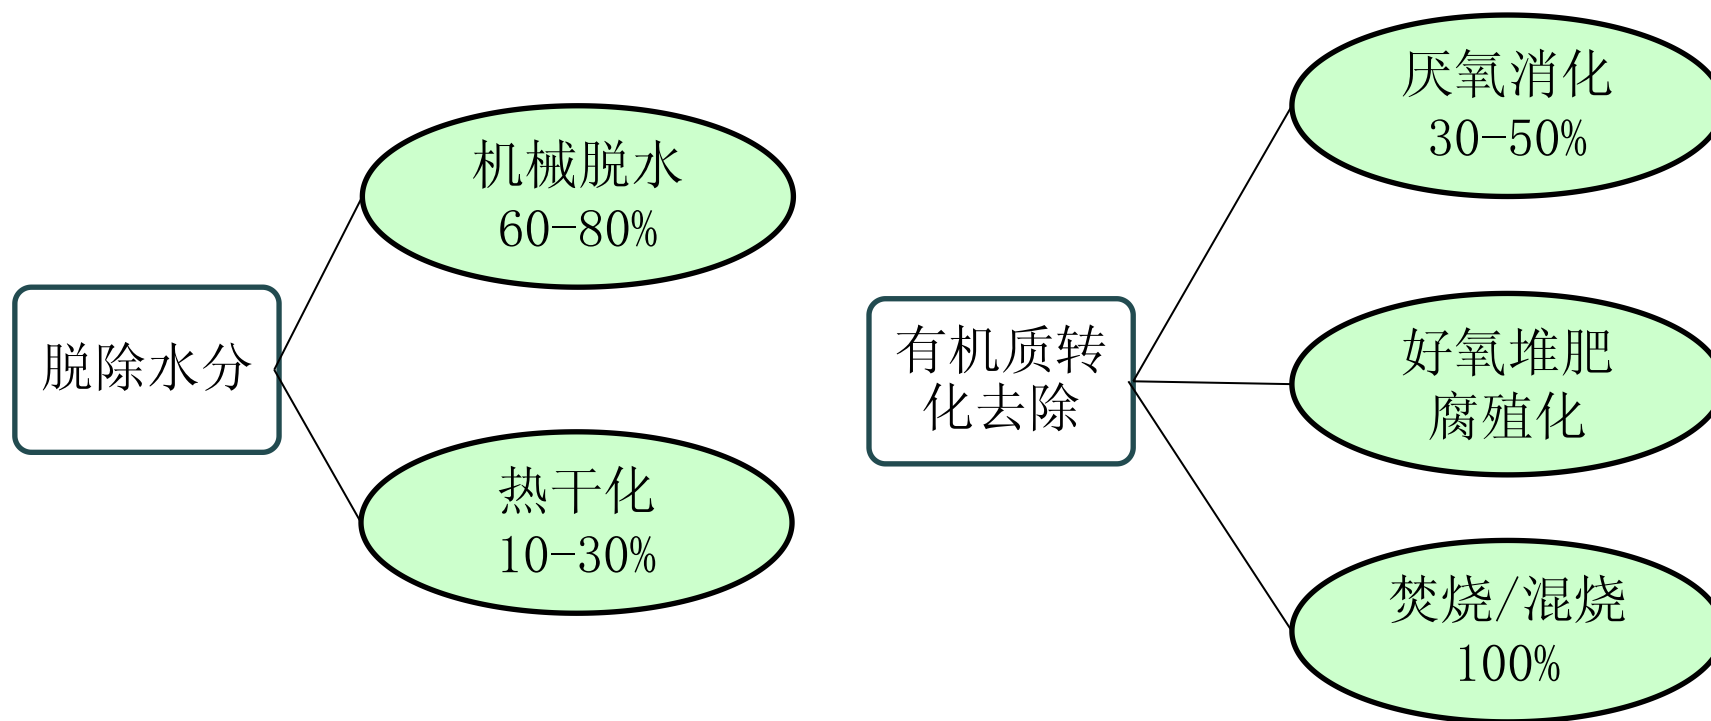 脱除水分
机械脱水
60-80%
热干化
10-30%
有机质转
化去除
厌氧消化
30-50%
好氧堆肥
腐殖化
焚烧/混烧
100%